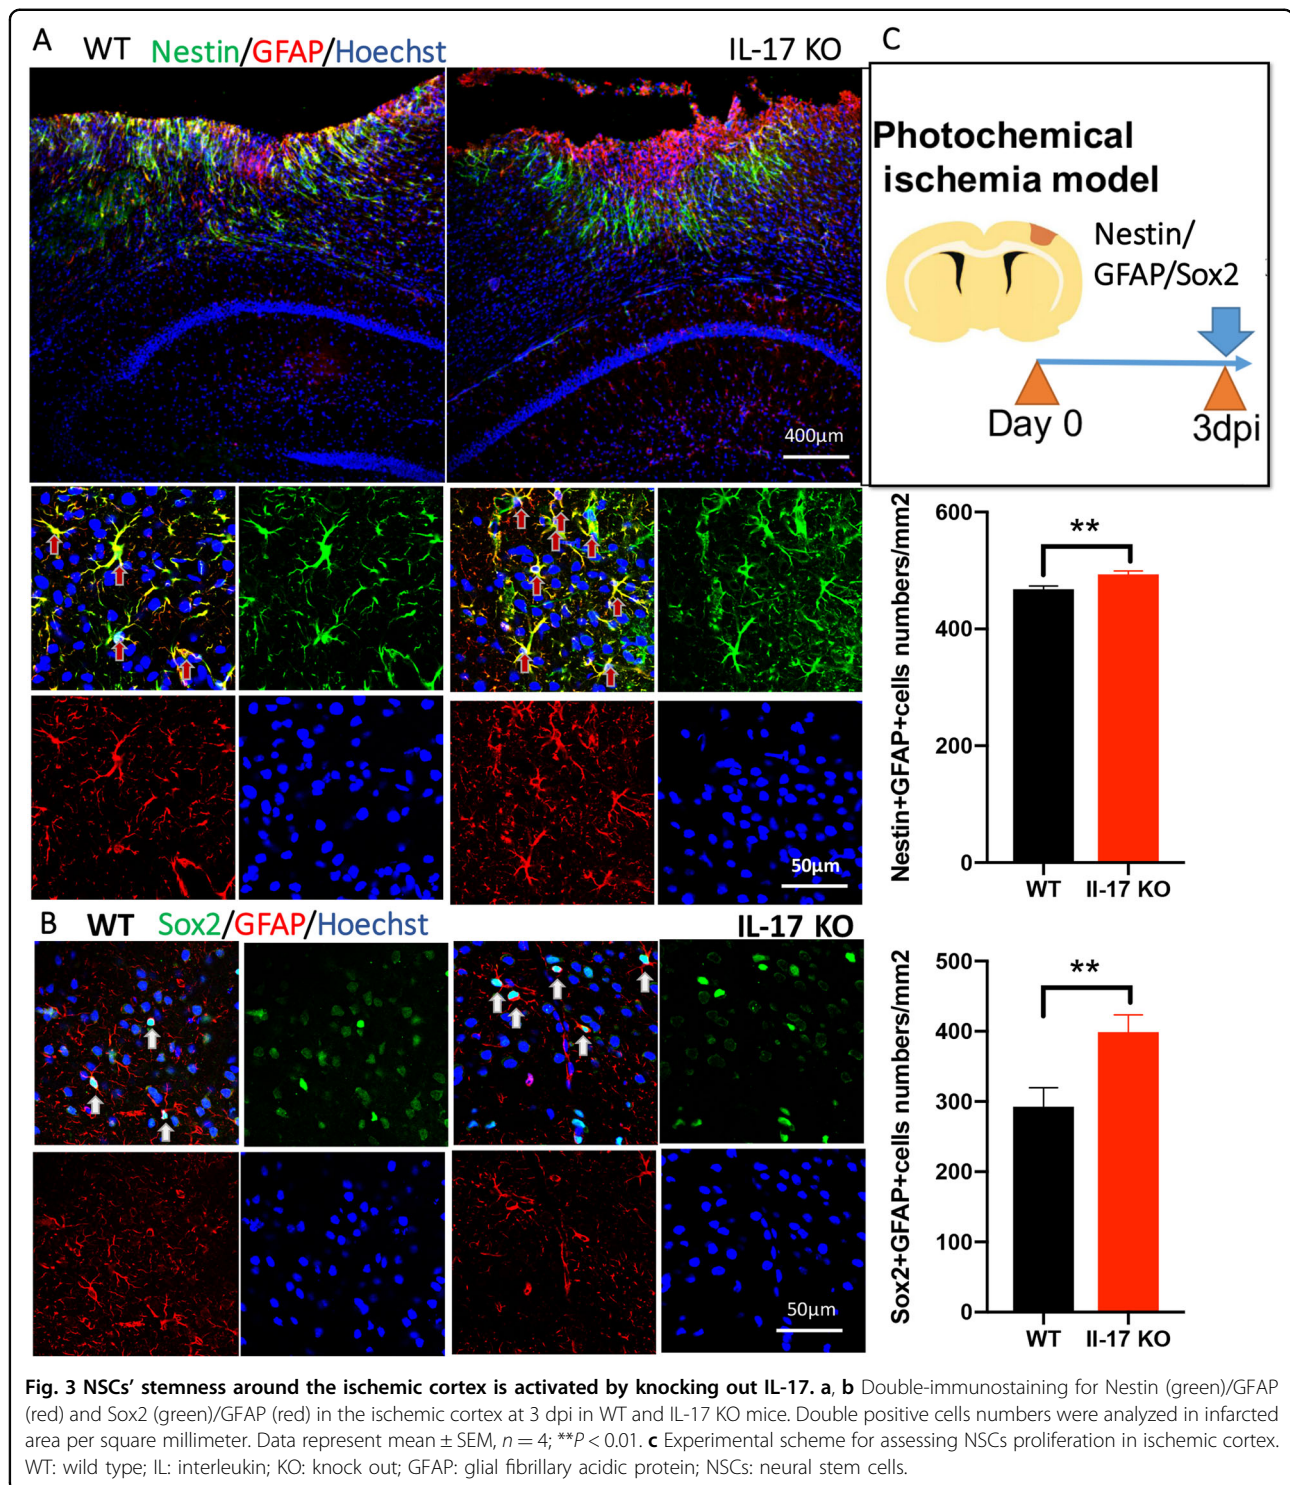 A WT Nestin/GFAP/Hoechst IL-17 KO
400µm
50µm
B WT Sox2/GFAP/Hoechst IL-17 KO
50µm
C
Photochemical
ischemia model
Nestin/
GFAP/Sox2
Day 0
3dpi
Nestin+GFAP+cells numbers/mm2
600
400
200
0
**
WT II-17 KO
Sox2+GFAP+cells numbers/mm2
500
400
300
200
100
0
**
WT II-17 KO
Fig. 3 NSCs' stemness around the ischemic cortex is activated by knocking out IL-17. a, b Double-immunostaining for Nestin (green)/GFAP
(red) and Sox2 (green)/GFAP (red) in the ischemic cortex at 3 dpi in WT and IL-17 KO mice. Double positive cells numbers were analyzed in infarcted
area per square millimeter. Data represent mean ± SEM, n = 4; **P < 0.01. c Experimental scheme for assessing NSCs proliferation in ischemic cortex.
WT: wild type; IL: interleukin; KO: knock out; GFAP: glial fibrillary acidic protein; NSCs: neural stem cells.